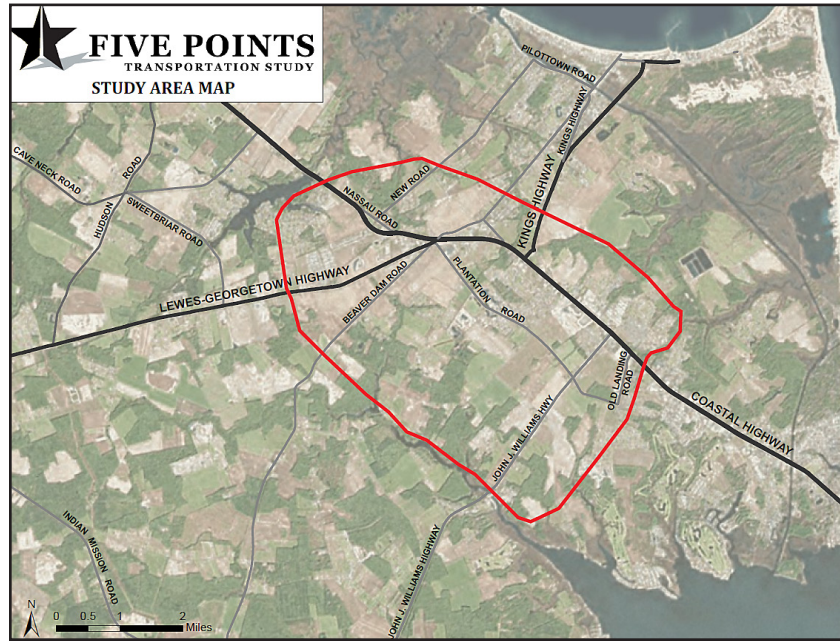 FIVE POINTS
TRANSPORTATION STUDY
STUDY AREA MAP
PILOTTOWN ROAD
KINGS HIGHWAY
KINGS HIGHWAY
CAVE NECK ROAD
HUDSON ROAD
SWEETBRIAR ROAD
NEW ROAD
NASSAU ROAD
LEWES-GEORGETOWN HIGHWAY
BEAVER DAM ROAD
PLANTATION ROAD
OLD LANDING
ROAD
COASTAL HIGHWAY
JOHN J. WILLIAMS HWY
JOHN J. WILLIAMS HIGHWAY
INDIAN MISSION ROAD
N
0 0.5 1 2
Miles